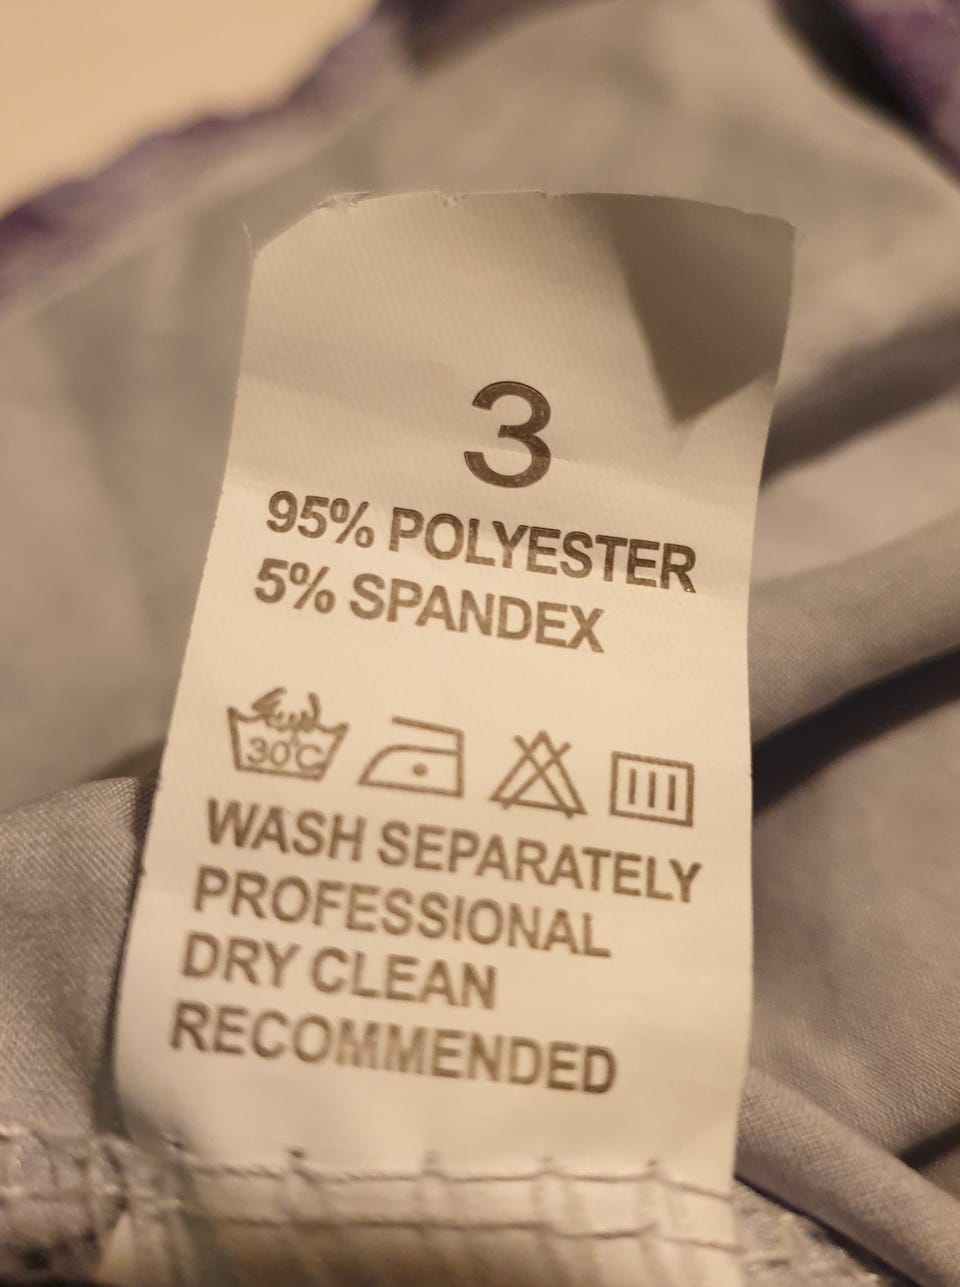 3
95% POLYESTER
5% SPANDEX
30°C
WASH SEPARATELY
PROFESSIONAL
DRY CLEAN
RECOMMENDED